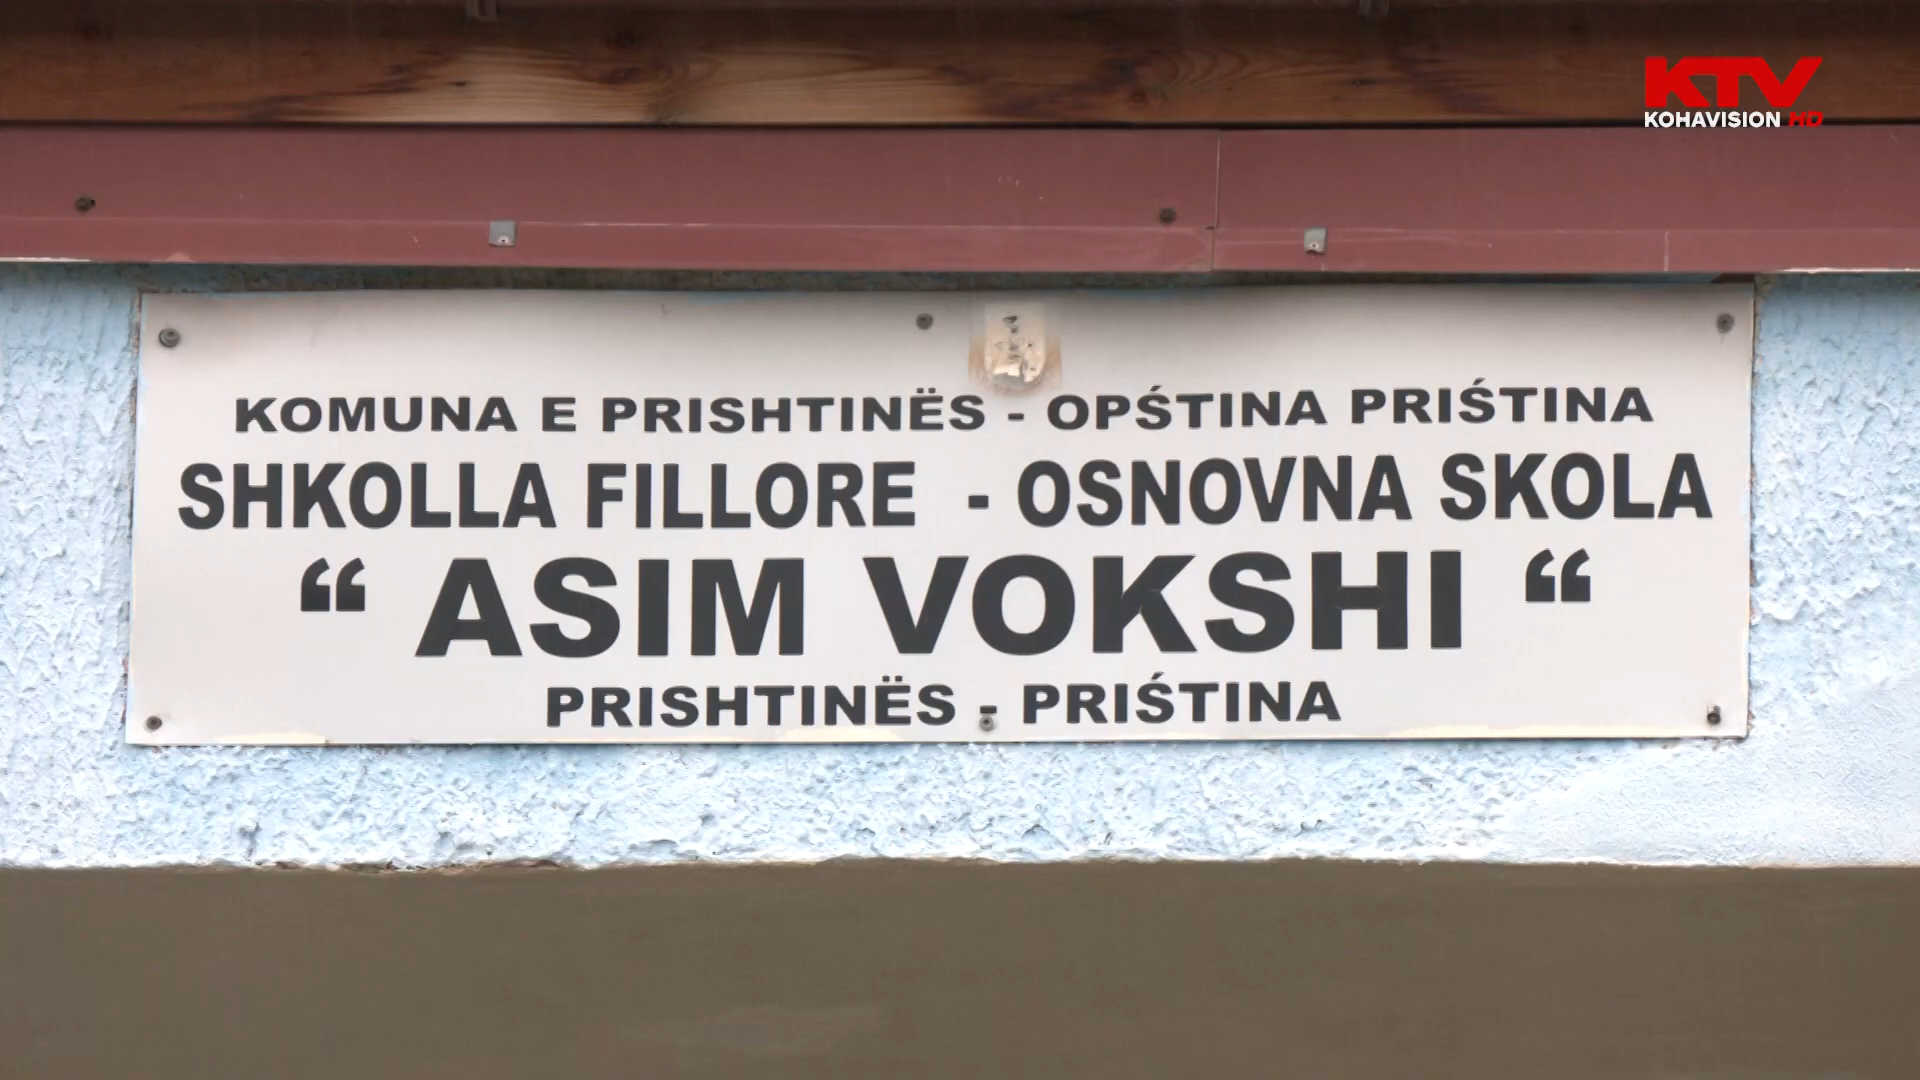 KTV
KOHAVISION HD
KOMUNA E PRISHTINËS - OPŚTINA PRIŚTINA
SHKOLLA FILLORE - OSNOVNA SKOLA
“ ASIM VOKSHI “
PRISHTINËS - PRIŚTINA